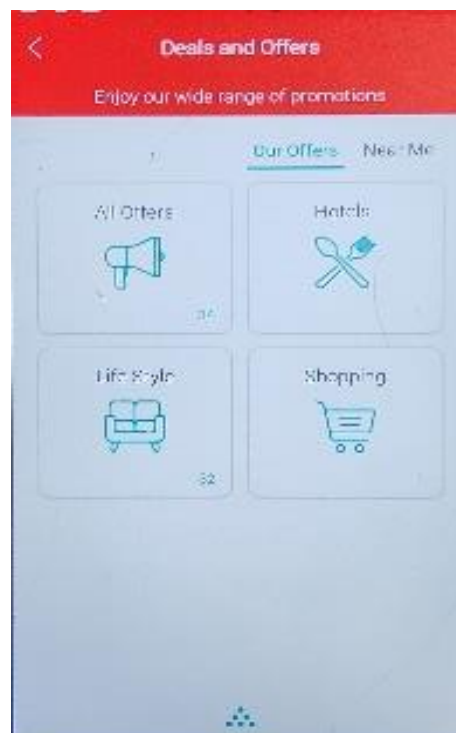 Deals and Offers
Enjoy our wide range of promotions
Our Offers Near Me
All Offers
Hotels
Life Style
Shopping
32